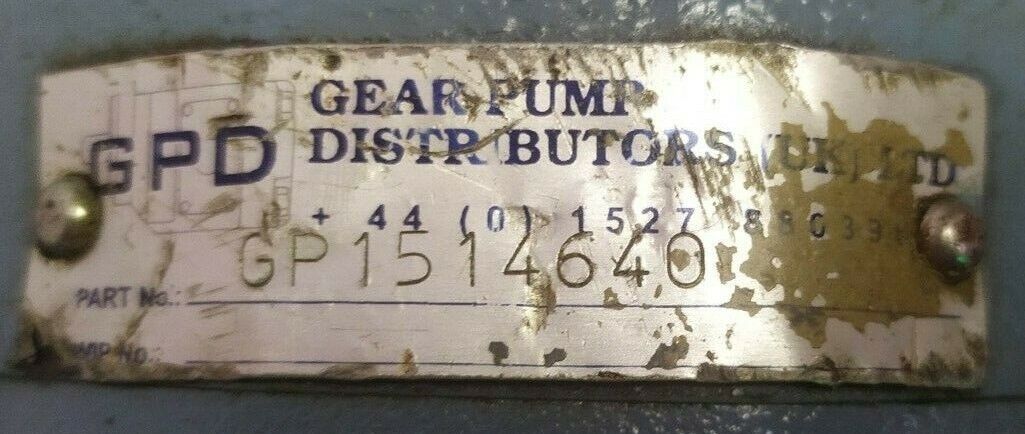 GPD
GEAR PUMP
DISTRIBUTORS (UK) LTD
+ 44 (0) 1527
GP1514640
PART No.: